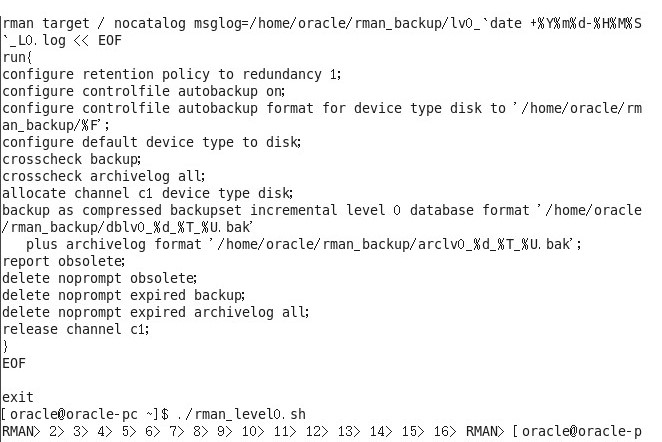 rman target / nocatalog msglog=/home/oracle/rman_backup/lv0_`date +%Y%m%d-%H%M%S
`_L0.log << EOF
run{
configure retention policy to redundancy 1;
configure controlfile autobackup on;
configure controlfile autobackup format for device type disk to '/home/oracle/rm
an_backup/%F';
configure default device type to disk;
crosscheck backup;
crosscheck archivelog all;
allocate channel c1 device type disk;
backup as compressed backupset incremental level 0 database format '/home/oracle
/rman_backup/dblv0_%d_%T_%U.bak'
   plus archivelog format '/home/oracle/rman_backup/arclv0_%d_%T_%U.bak';
report obsolete;
delete noprompt obsolete;
delete noprompt expired backup;
delete noprompt expired archivelog all;
release channel c1;
}
EOF

exit
[oracle@oracle-pc ~]$ ./rman_level0.sh
RMAN> 2> 3> 4> 5> 6> 7> 8> 9> 10> 11> 12> 13> 14> 15> 16> RMAN> [oracle@oracle-p